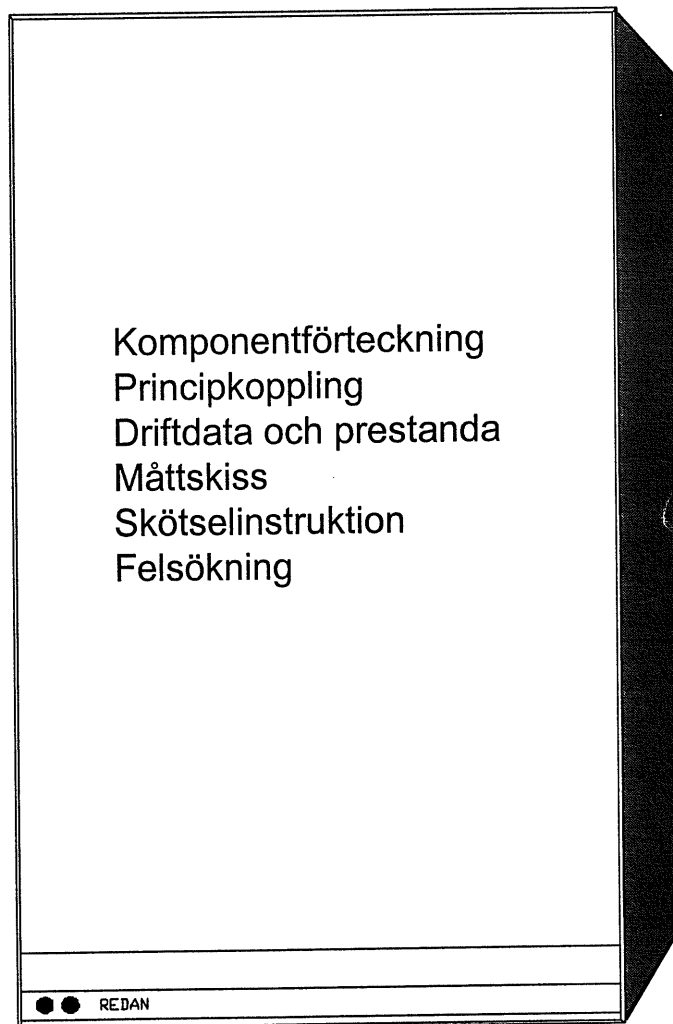 Komponentförteckning
Principkoppling
Driftdata och prestanda
Måttskiss
Skötselinstruktion
Felsökning
REDAN